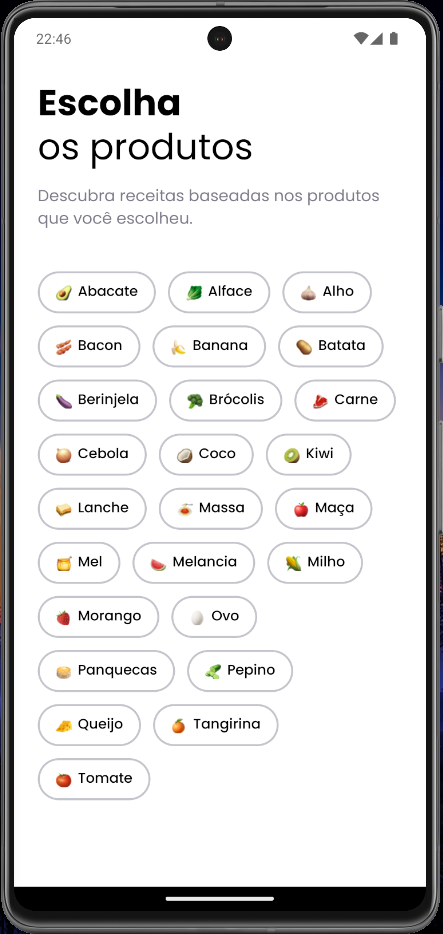 22:46
Escolha
os produtos
Descubra receitas baseadas nos produtos
que você escolheu.
Abacate Alface Alho
Bacon Banana Batata
Berinjela Brócolis Carne
Cebola Coco Kiwi
Lanche Massa Maça
Mel Melancia Milho
Morango Ovo
Panquecas Pepino
Queijo Tangirina
Tomate